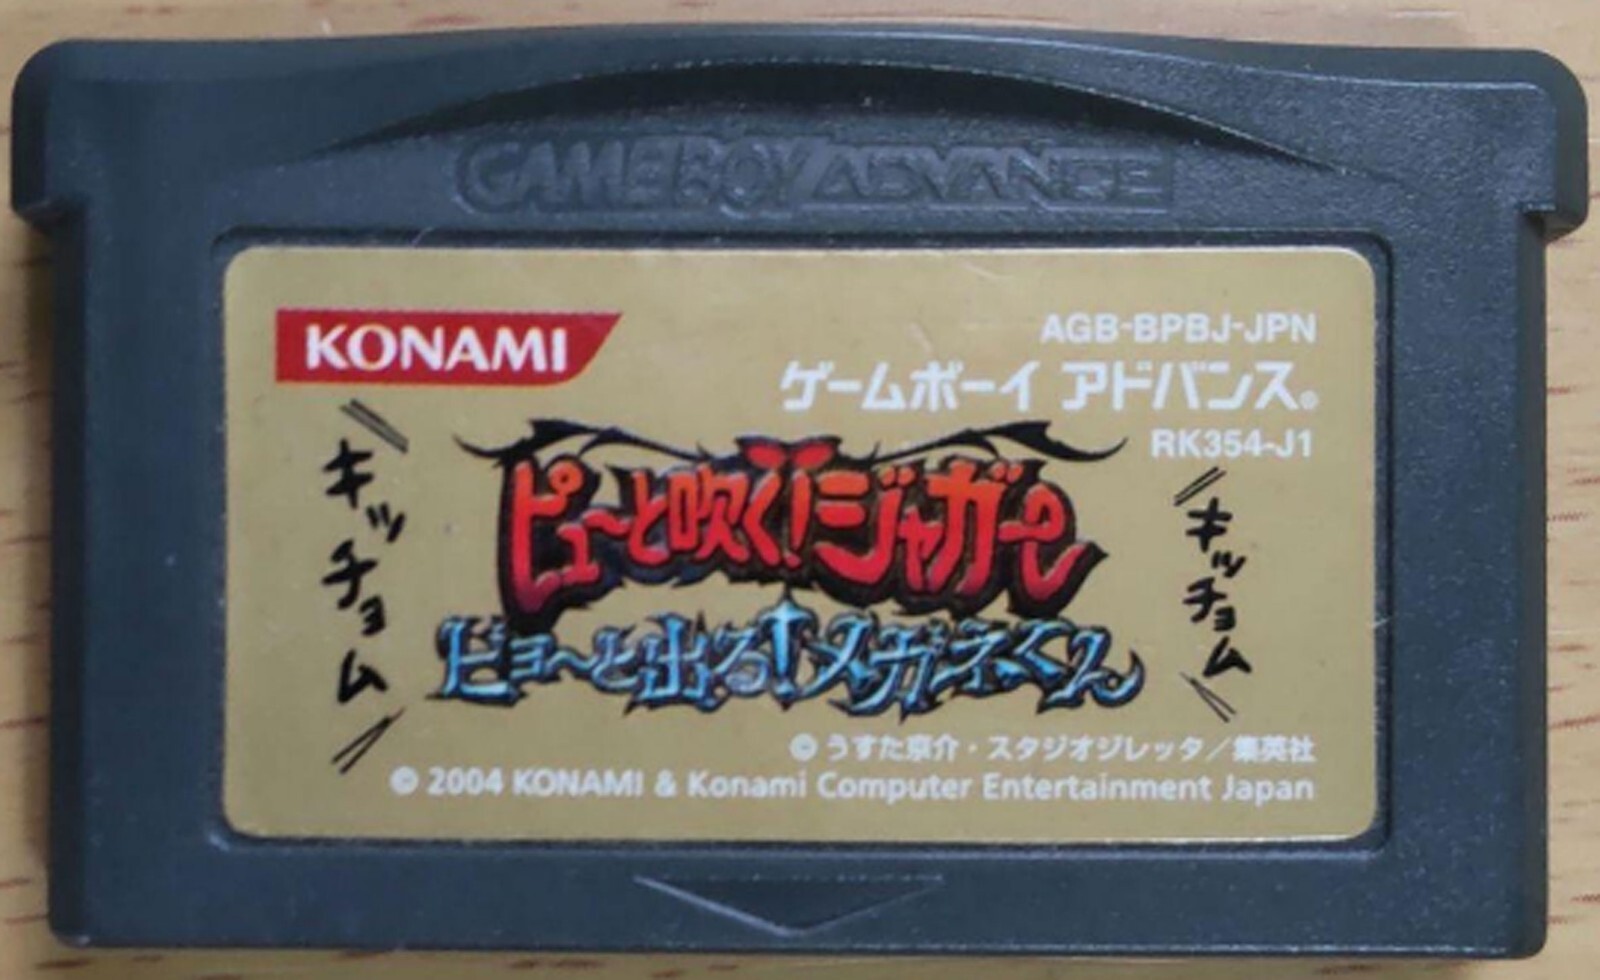 GAMEBOY ADVANCE
KONAMI
AGB-BPBJ-JPN
ゲームボーイ アドバンス®
RK354-J1
キッチョム
ピュ〜と吹く!ジャガー
ビョ〜と出る!メガネくん
キッチョム
© うすた京介・スタジオジレッタ/集英社
© 2004 KONAMI & Konami Computer Entertainment Japan